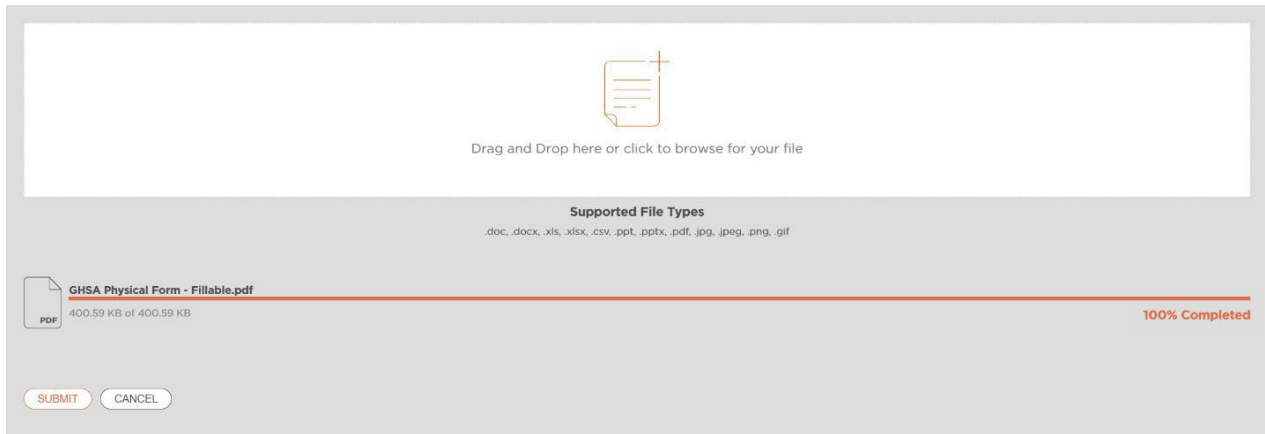 Drag and Drop here or click to browse for your file
Supported File Types
.doc, .docx, .xls, .xlsx, .csv, .ppt, .pptx, .pdf, .jpg, .jpeg, .png, .gif
GHSA Physical Form - Fillable.pdf
PDF
400.59 KB of 400.59 KB
100% Completed
SUBMIT
CANCEL